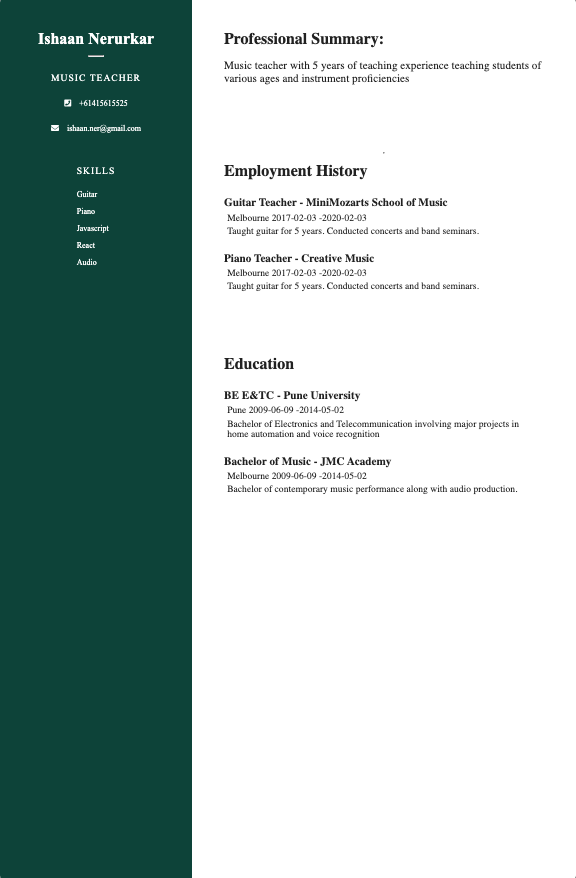 Ishaan Nerurkar
MUSIC TEACHER
+61415615525
ishaan.ner@gmail.com
SKILLS
Guitar
Piano
Javascript
React
Audio
Professional Summary:
Music teacher with 5 years of teaching experience teaching students of
various ages and instrument proficiencies
.
Employment History
Guitar Teacher - MiniMozarts School of Music
Melbourne 2017-02-03 -2020-02-03
Taught guitar for 5 years. Conducted concerts and band seminars.
Piano Teacher - Creative Music
Melbourne 2017-02-03 -2020-02-03
Taught guitar for 5 years. Conducted concerts and band seminars.
Education
BE E&TC - Pune University
Pune 2009-06-09 -2014-05-02
Bachelor of Electronics and Telecommunication involving major projects in
home automation and voice recognition
Bachelor of Music - JMC Academy
Melbourne 2009-06-09 -2014-05-02
Bachelor of contemporary music performance along with audio production.